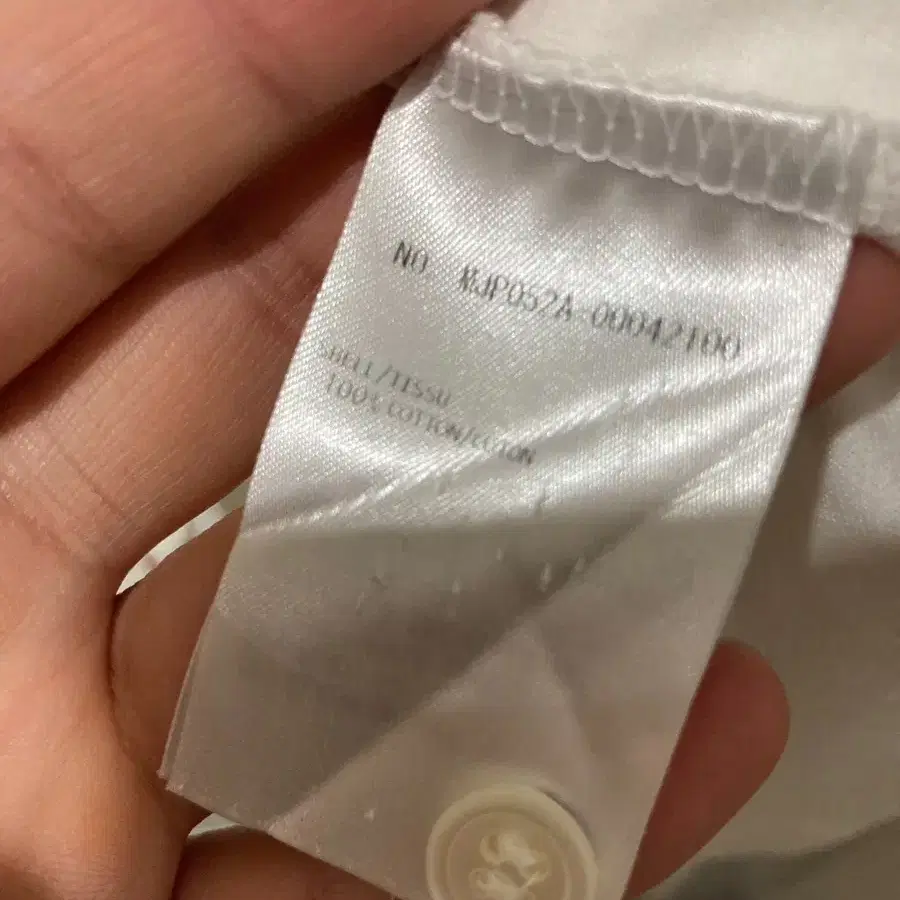 NO MJP052A-00042100
SHELL/TISSU
100% COTTON/COTON